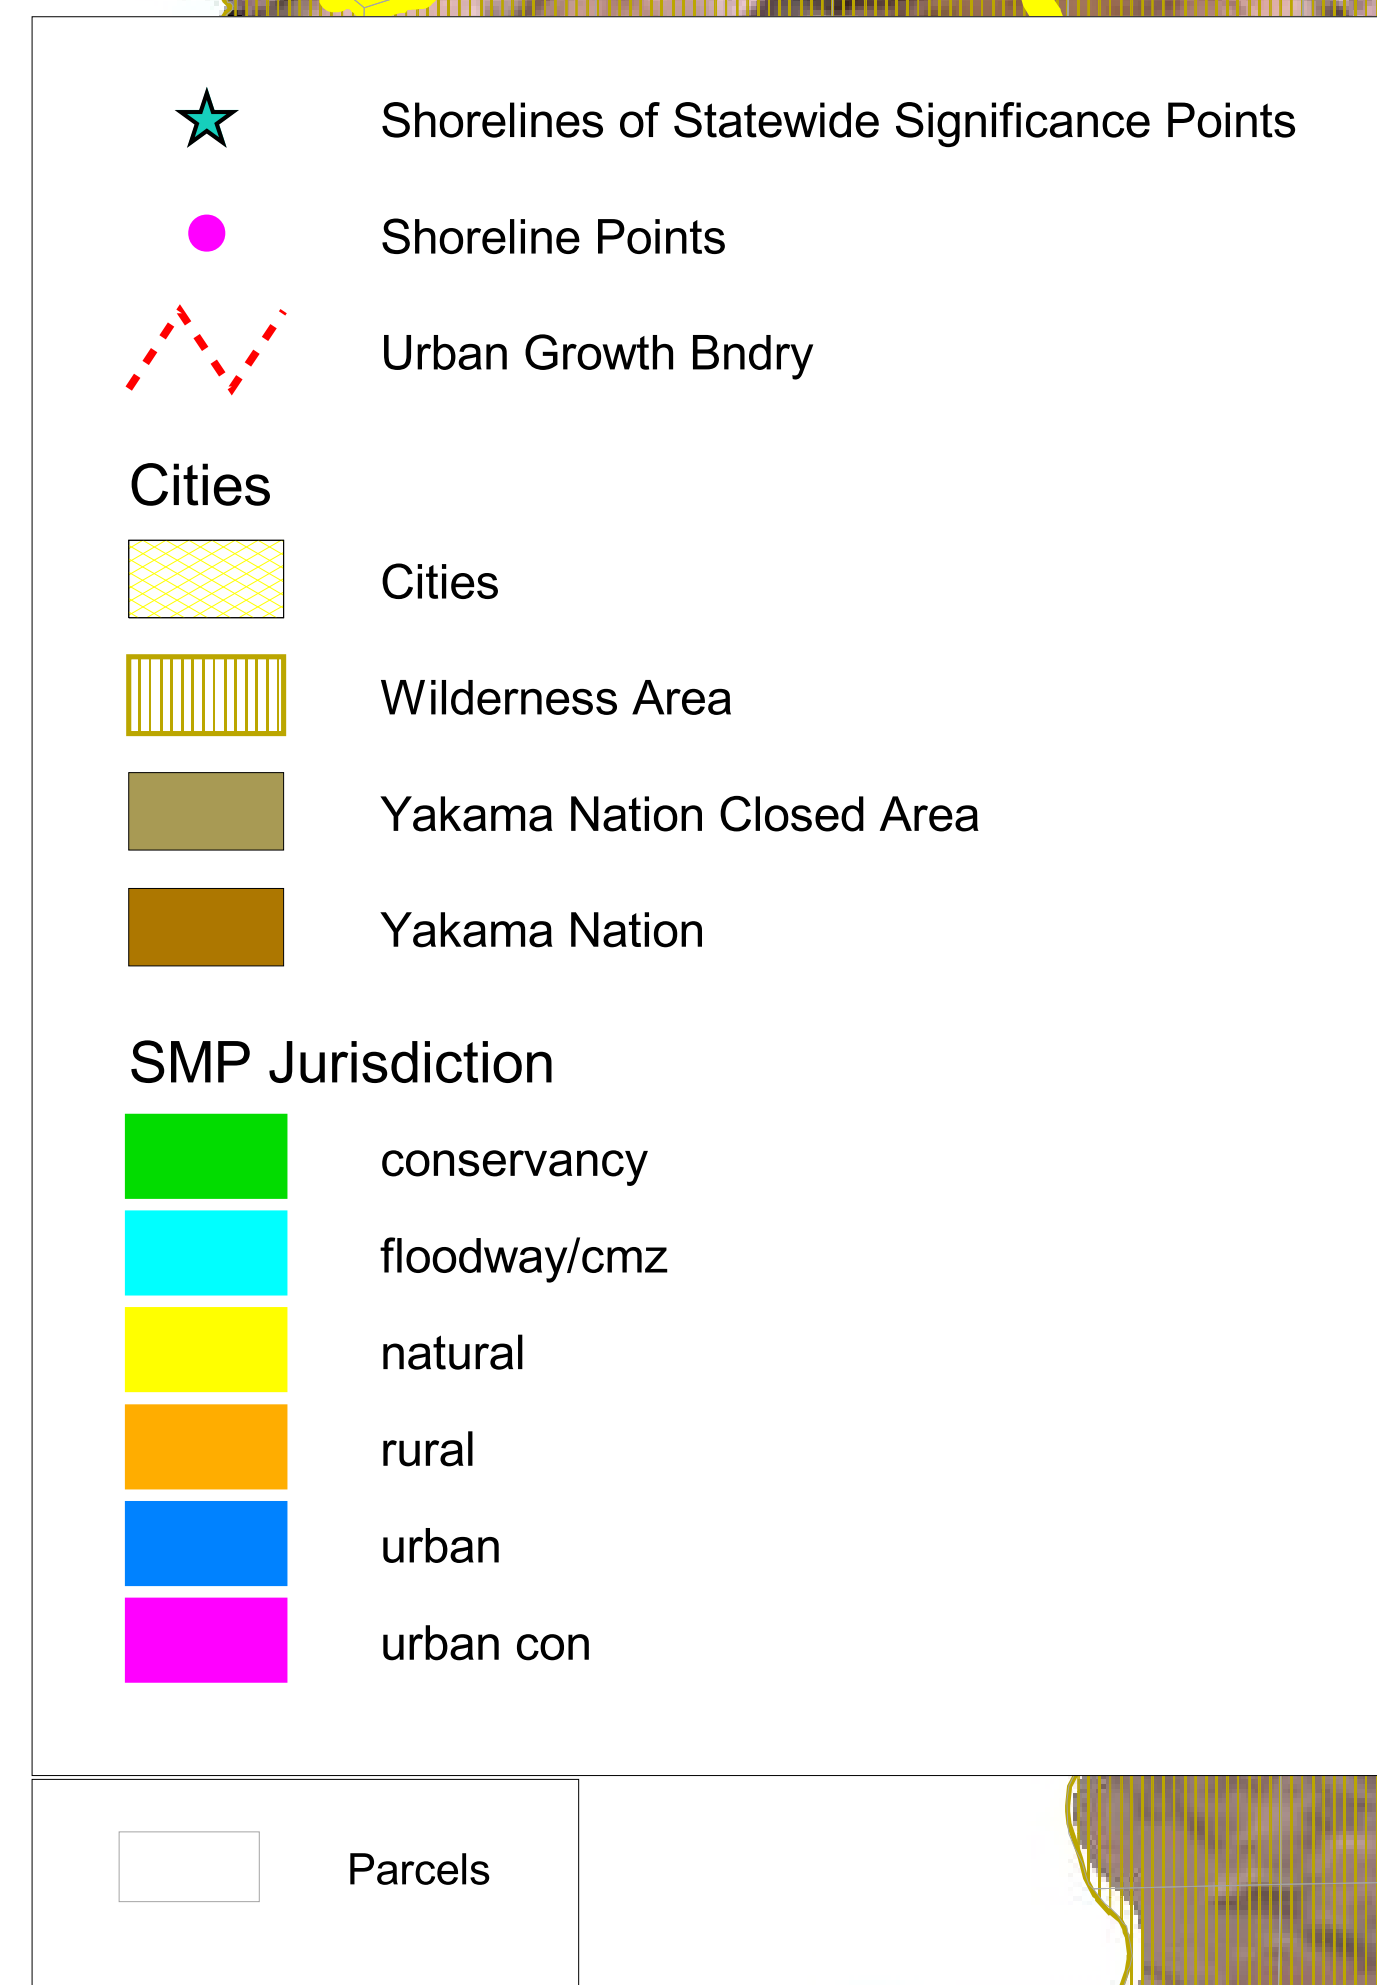 Shorelines of Statewide Significance Points
Shoreline Points
Urban Growth Bndry
Cities
Cities
Wilderness Area
Yakama Nation Closed Area
Yakama Nation
SMP Jurisdiction
conservancy
floodway/cmz
natural
rural
urban
urban con
Parcels